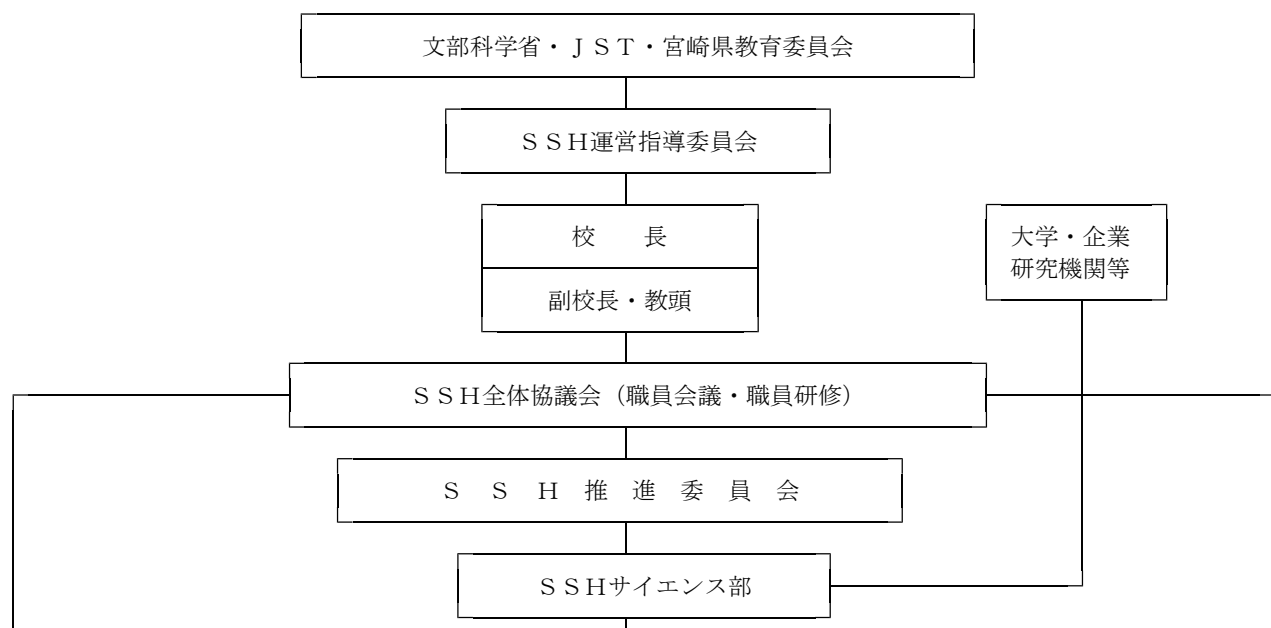 文部科学省・ＪＳＴ・宮崎県教育委員会
ＳＳＨ運営指導委員会
校　　長
副校長・教頭
大学・企業
研究機関等
ＳＳＨ全体協議会（職員会議・職員研修）
Ｓ　Ｓ　Ｈ　推　進　委　員　会
ＳＳＨサイエンス部